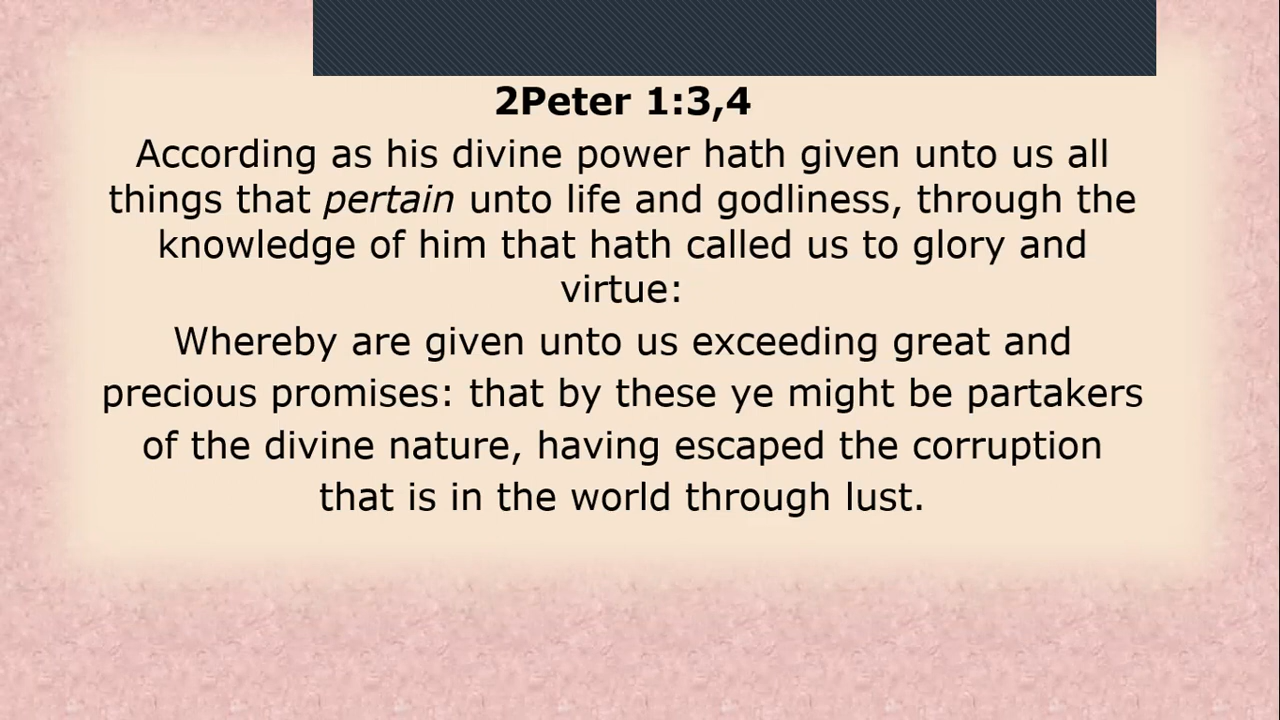 2Peter 1:3,4
According as his divine power hath given unto us all
things that pertain unto life and godliness, through the
knowledge of him that hath called us to glory and
virtue:
Whereby are given unto us exceeding great and
precious promises: that by these ye might be partakers
of the divine nature, having escaped the corruption
that is in the world through lust.